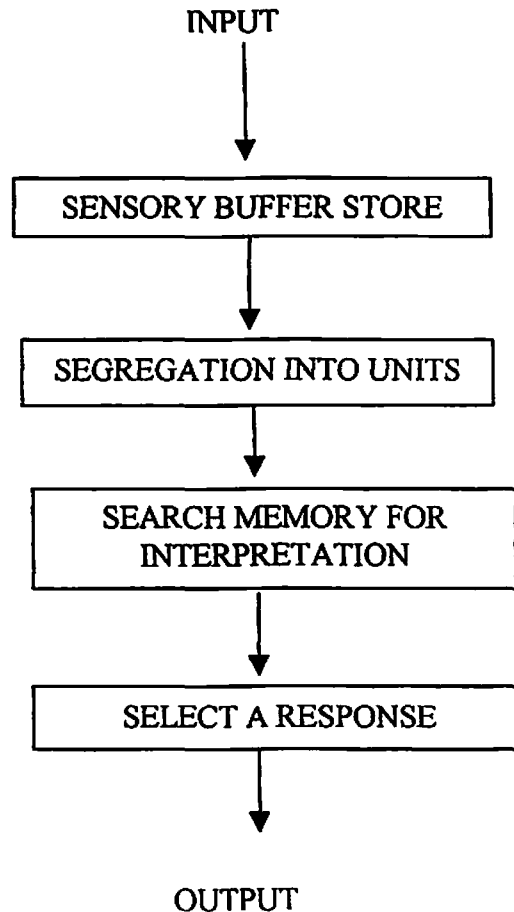 INPUT
SENSORY BUFFER STORE
SEGREGATION INTO UNITS
SEARCH MEMORY FOR
INTERPRETATION
SELECT A RESPONSE
OUTPUT